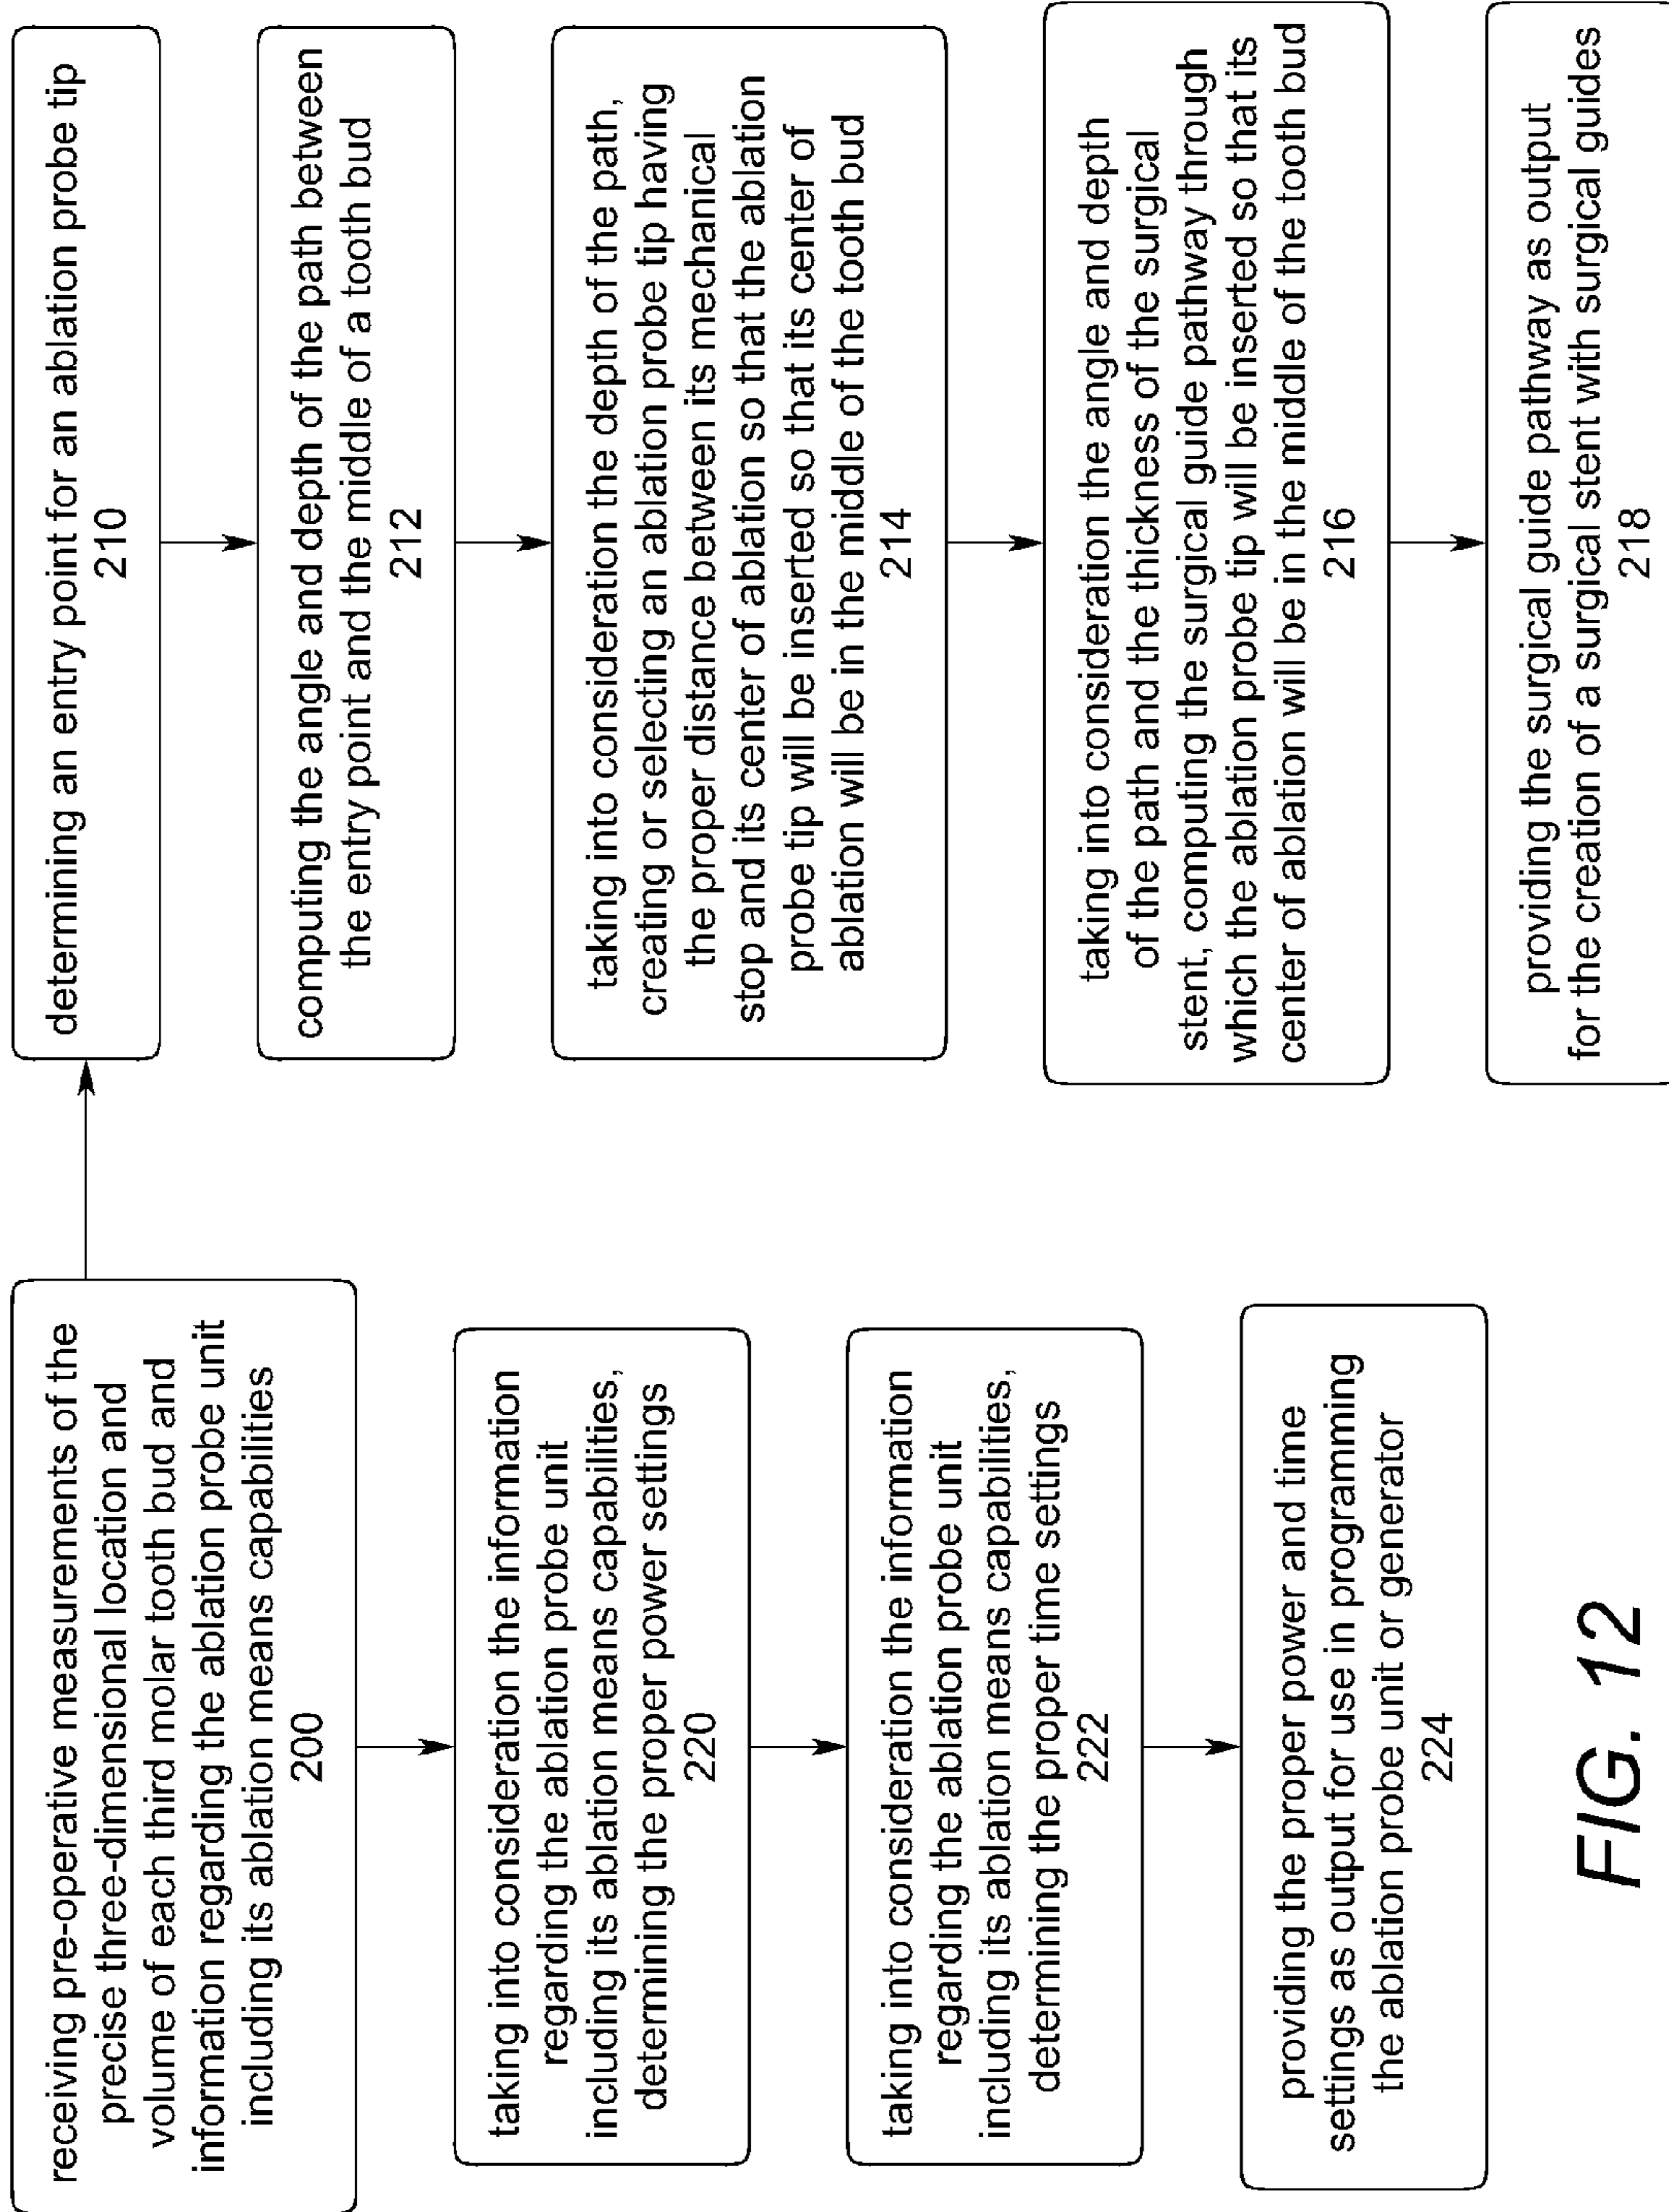 receiving pre-operative measurements of the
precise three-dimensional location and
volume of each third molar tooth bud and
information regarding the ablation probe unit
including its ablation means capabilities
200
taking into consideration the information
regarding the ablation probe unit
including its ablation means capabilities,
determining the proper power settings
220
taking into consideration the information
regarding the ablation probe unit
including its ablation means capabilities,
determining the proper time settings
222
providing the proper power and time
settings as output for use in programming
the ablation probe unit or generator
224
determining an entry point for an ablation probe tip
210
computing the angle and depth of the path between
the entry point and the middle of a tooth bud
212
taking into consideration the depth of the path,
creating or selecting an ablation probe tip having
the proper distance between its mechanical
stop and its center of ablation so that the ablation
probe tip will be inserted so that its center of
ablation will be in the middle of the tooth bud
214
taking into consideration the angle and depth
of the path and the thickness of the surgical
stent, computing the surgical guide pathway through
which the ablation probe tip will be inserted so that its
center of ablation will be in the middle of the tooth bud
216
providing the surgical guide pathway as output
for the creation of a surgical stent with surgical guides
218
FIG. 12